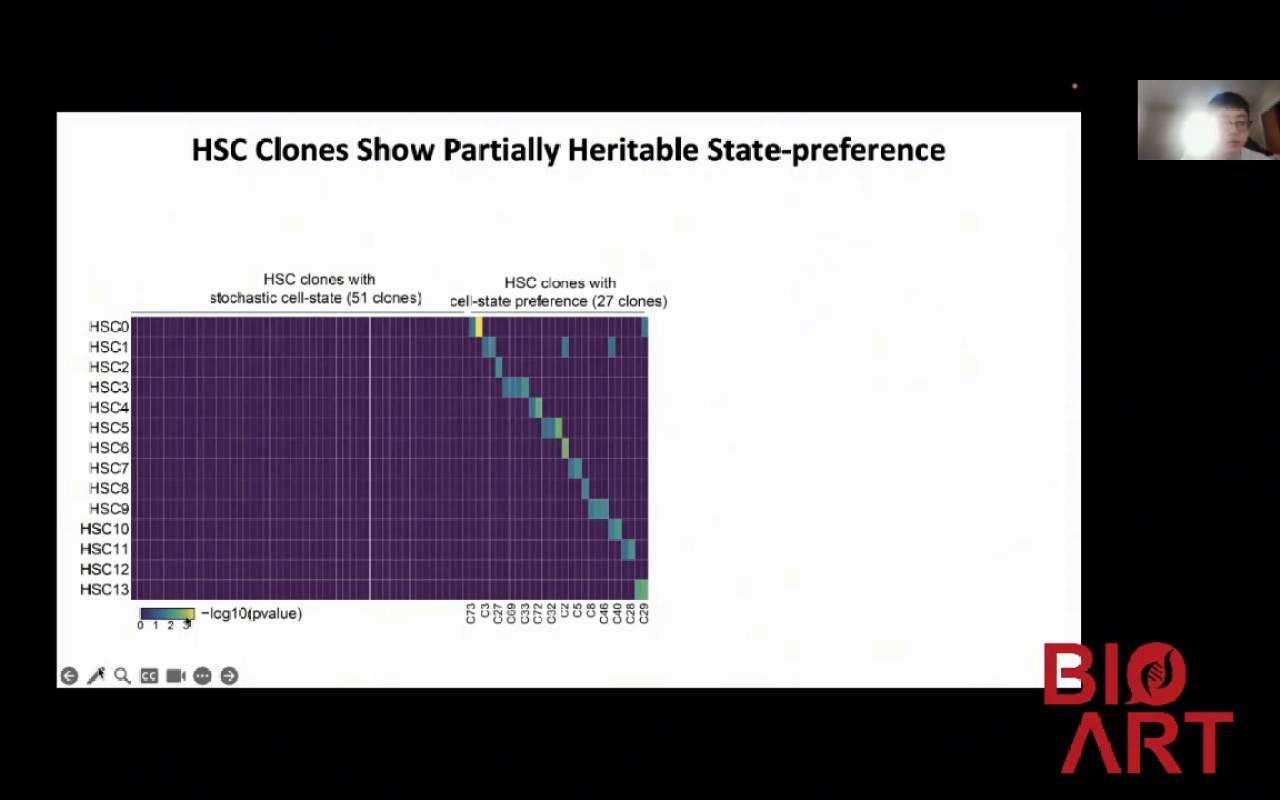 HSC Clones Show Partially Heritable State-preference
HSC clones with
stochastic cell-state (51 clones)
HSC clones with
cell-state preference (27 clones)
HSC0
HSC1
HSC2
HSC3
HSC4
HSC5
HSC6
HSC7
HSC8
HSC9
HSC10
HSC11
HSC12
HSC13
C73
C3
C27
C69
C33
C72
C32
C2
C5
C8
C46
C40
C28
C29
0 1 2 3
−log10(pvalue)
CC
BIO
ART